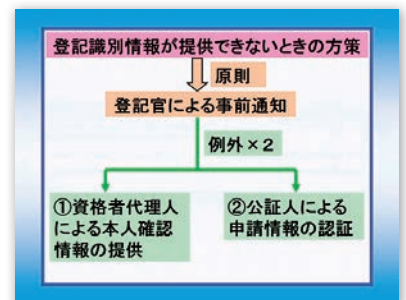 登記識別情報が提供できないときの方策
原則
登記官による事前通知
例外×2
①資格者代理人
による本人確認
情報の提供
②公証人による
申請情報の認証